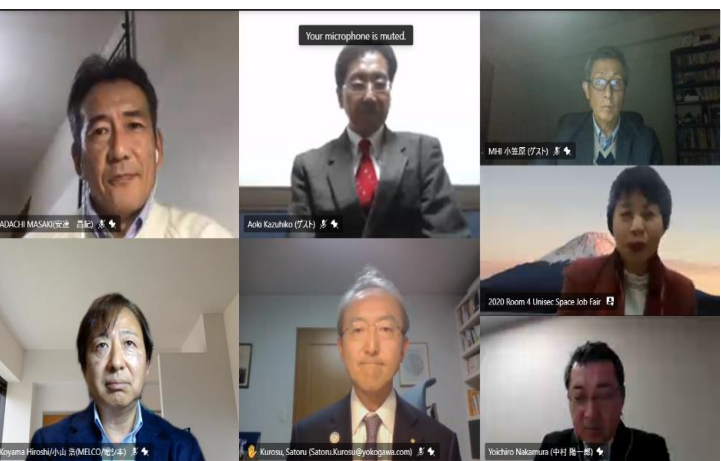 Your microphone is muted.
ADACHI MASAKI(安達 昌紀)
Aoki Kazuhiko (ゲスト)
MHI 小笠原 (ゲスト)
2020 Room 4 Unisec Space Job Fair
Koyama Hiroshi/小山 浩(MELCO/
Kurosu, Satoru (Satoru.Kurosu@yokogawa.com)
Yoichiro Nakamura (中村 陽一郎)